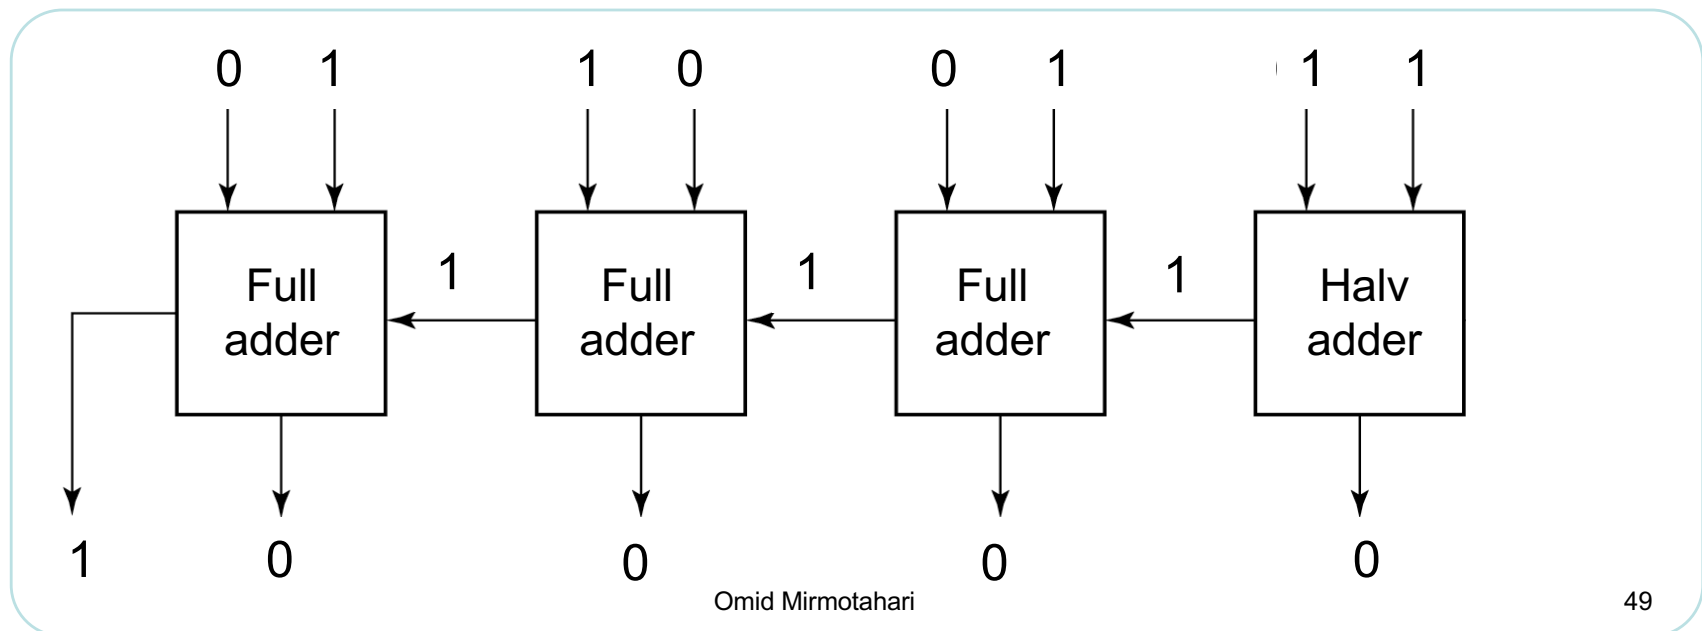 0 1 1 0 0 1 1 1
1 1 1
Full Full Full Halv
adder adder adder adder
1 0 0 0 0
Omid Mirmotahari 49